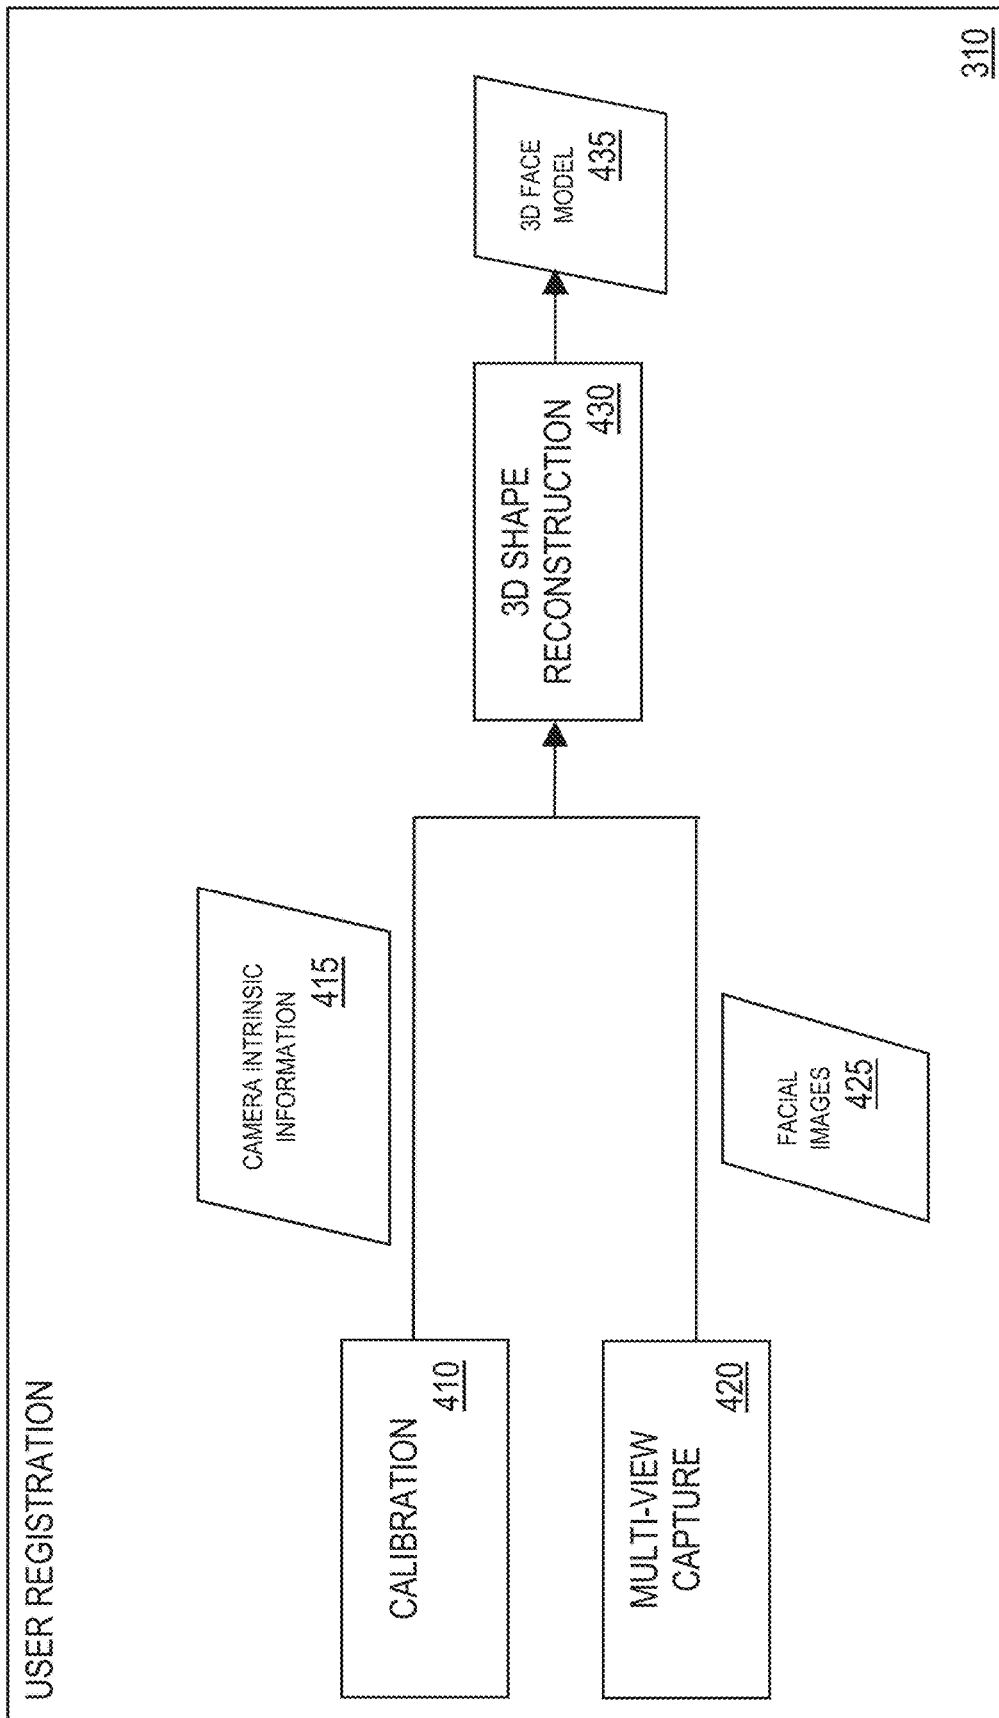 USER REGISTRATION
CALIBRATION
410
CAMERA INTRINSIC
INFORMATION
415
MULTI-VIEW
CAPTURE
420
FACIAL
IMAGES
425
3D SHAPE
RECONSTRUCTION
430
3D FACE
MODEL
435
310